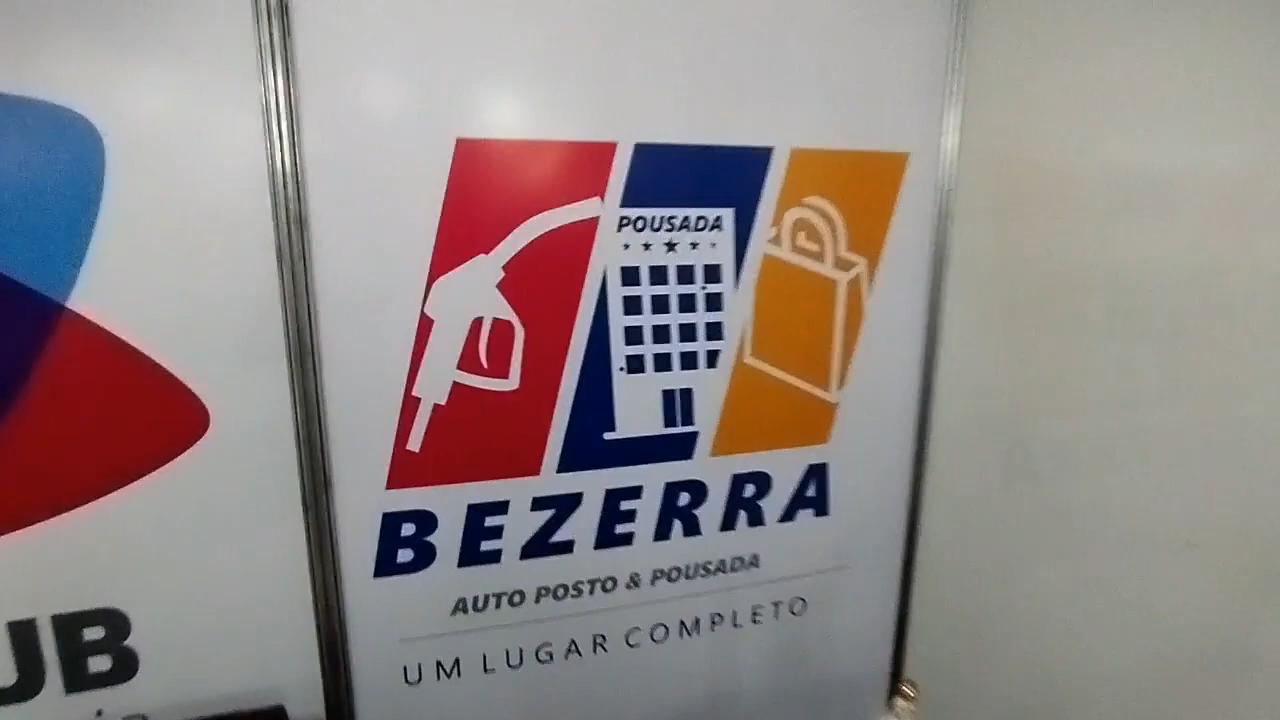 POUSADA
BEZERRA
AUTO POSTO & POUSADA
UM LUGAR COMPLETO
UB